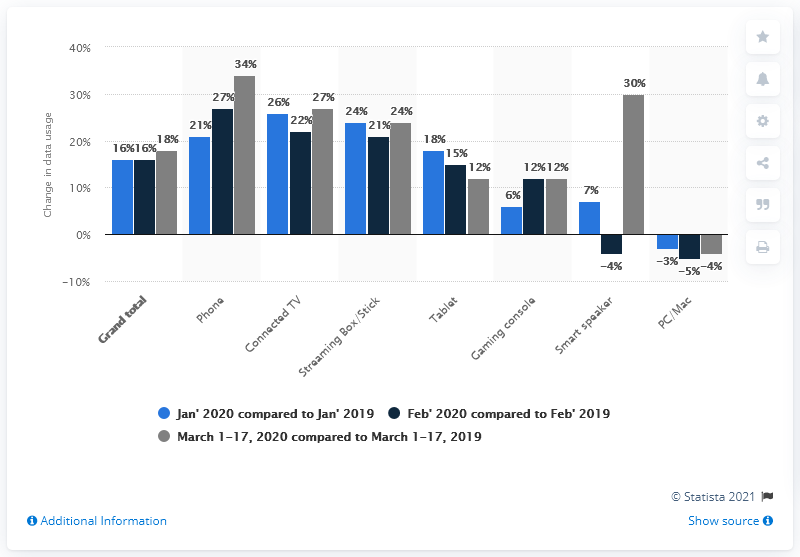 40%
30%
20%
10%
0%
−10%
Change in data usage
16%
16%
18%
21%
27%
34%
26%
22%
27%
24%
21%
24%
18%
15%
12%
6%
12%
12%
7%
−4%
30%
−3%
−5%
−4%
Grand total
Phone
Connected TV
Streaming Box/Stick
Tablet
Gaming console
Smart speaker
PC/Mac
Jan' 2020 compared to Jan' 2019
Feb' 2020 compared to Feb' 2019
March 1-17, 2020 compared to March 1-17, 2019
© Statista 2021
Additional Information
Show source